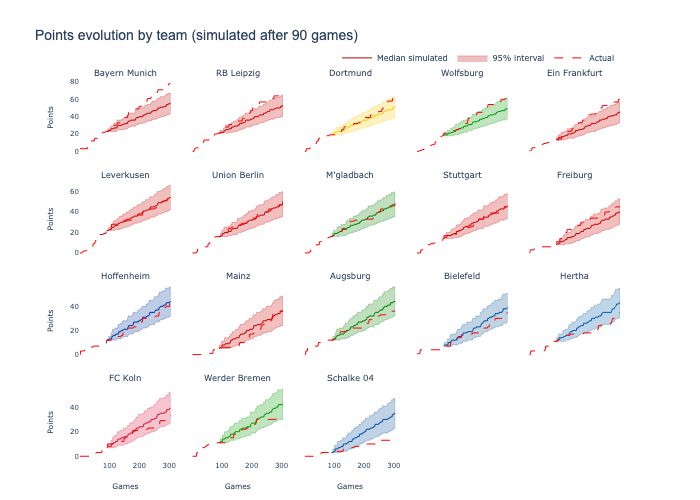 Points evolution by team (simulated after 90 games)
Median simulated 95% interval Actual
Bayern Munich RB Leipzig Dortmund Wolfsburg Ein Frankfurt
80
60
40
20
0
Points
Leverkusen Union Berlin M'gladbach Stuttgart Freiburg
60
40
20
0
Points
Hoffenheim Mainz Augsburg Bielefeld Hertha
40
20
0
Points
FC Koln Werder Bremen Schalke 04
40
20
0
Points
100 200 300 100 200 300 100 200 300
Games Games